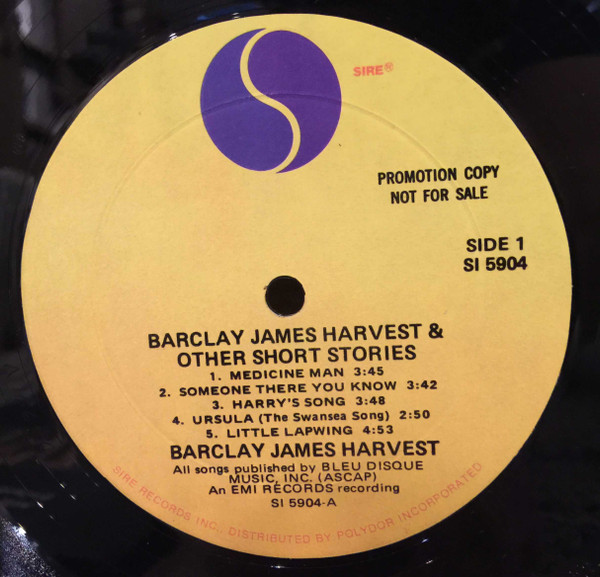 SIRE®
PROMOTION COPY
NOT FOR SALE
SIDE 1
SI 5904
BARCLAY JAMES HARVEST &
OTHER SHORT STORIES
1. MEDICINE MAN 3:45
2. SOMEONE THERE YOU KNOW 3:42
3. HARRY'S SONG 3:48
4. URSULA (The Swansea Song) 2:50
5. LITTLE LAPWING 4:53
BARCLAY JAMES HARVEST
All songs published by BLEU DISQUE
MUSIC, INC. (ASCAP)
An EMI RECORDS recording
SI 5904-A
SIRE RECORDS INC., DISTRIBUTED BY POLYDOR INCORPORATED